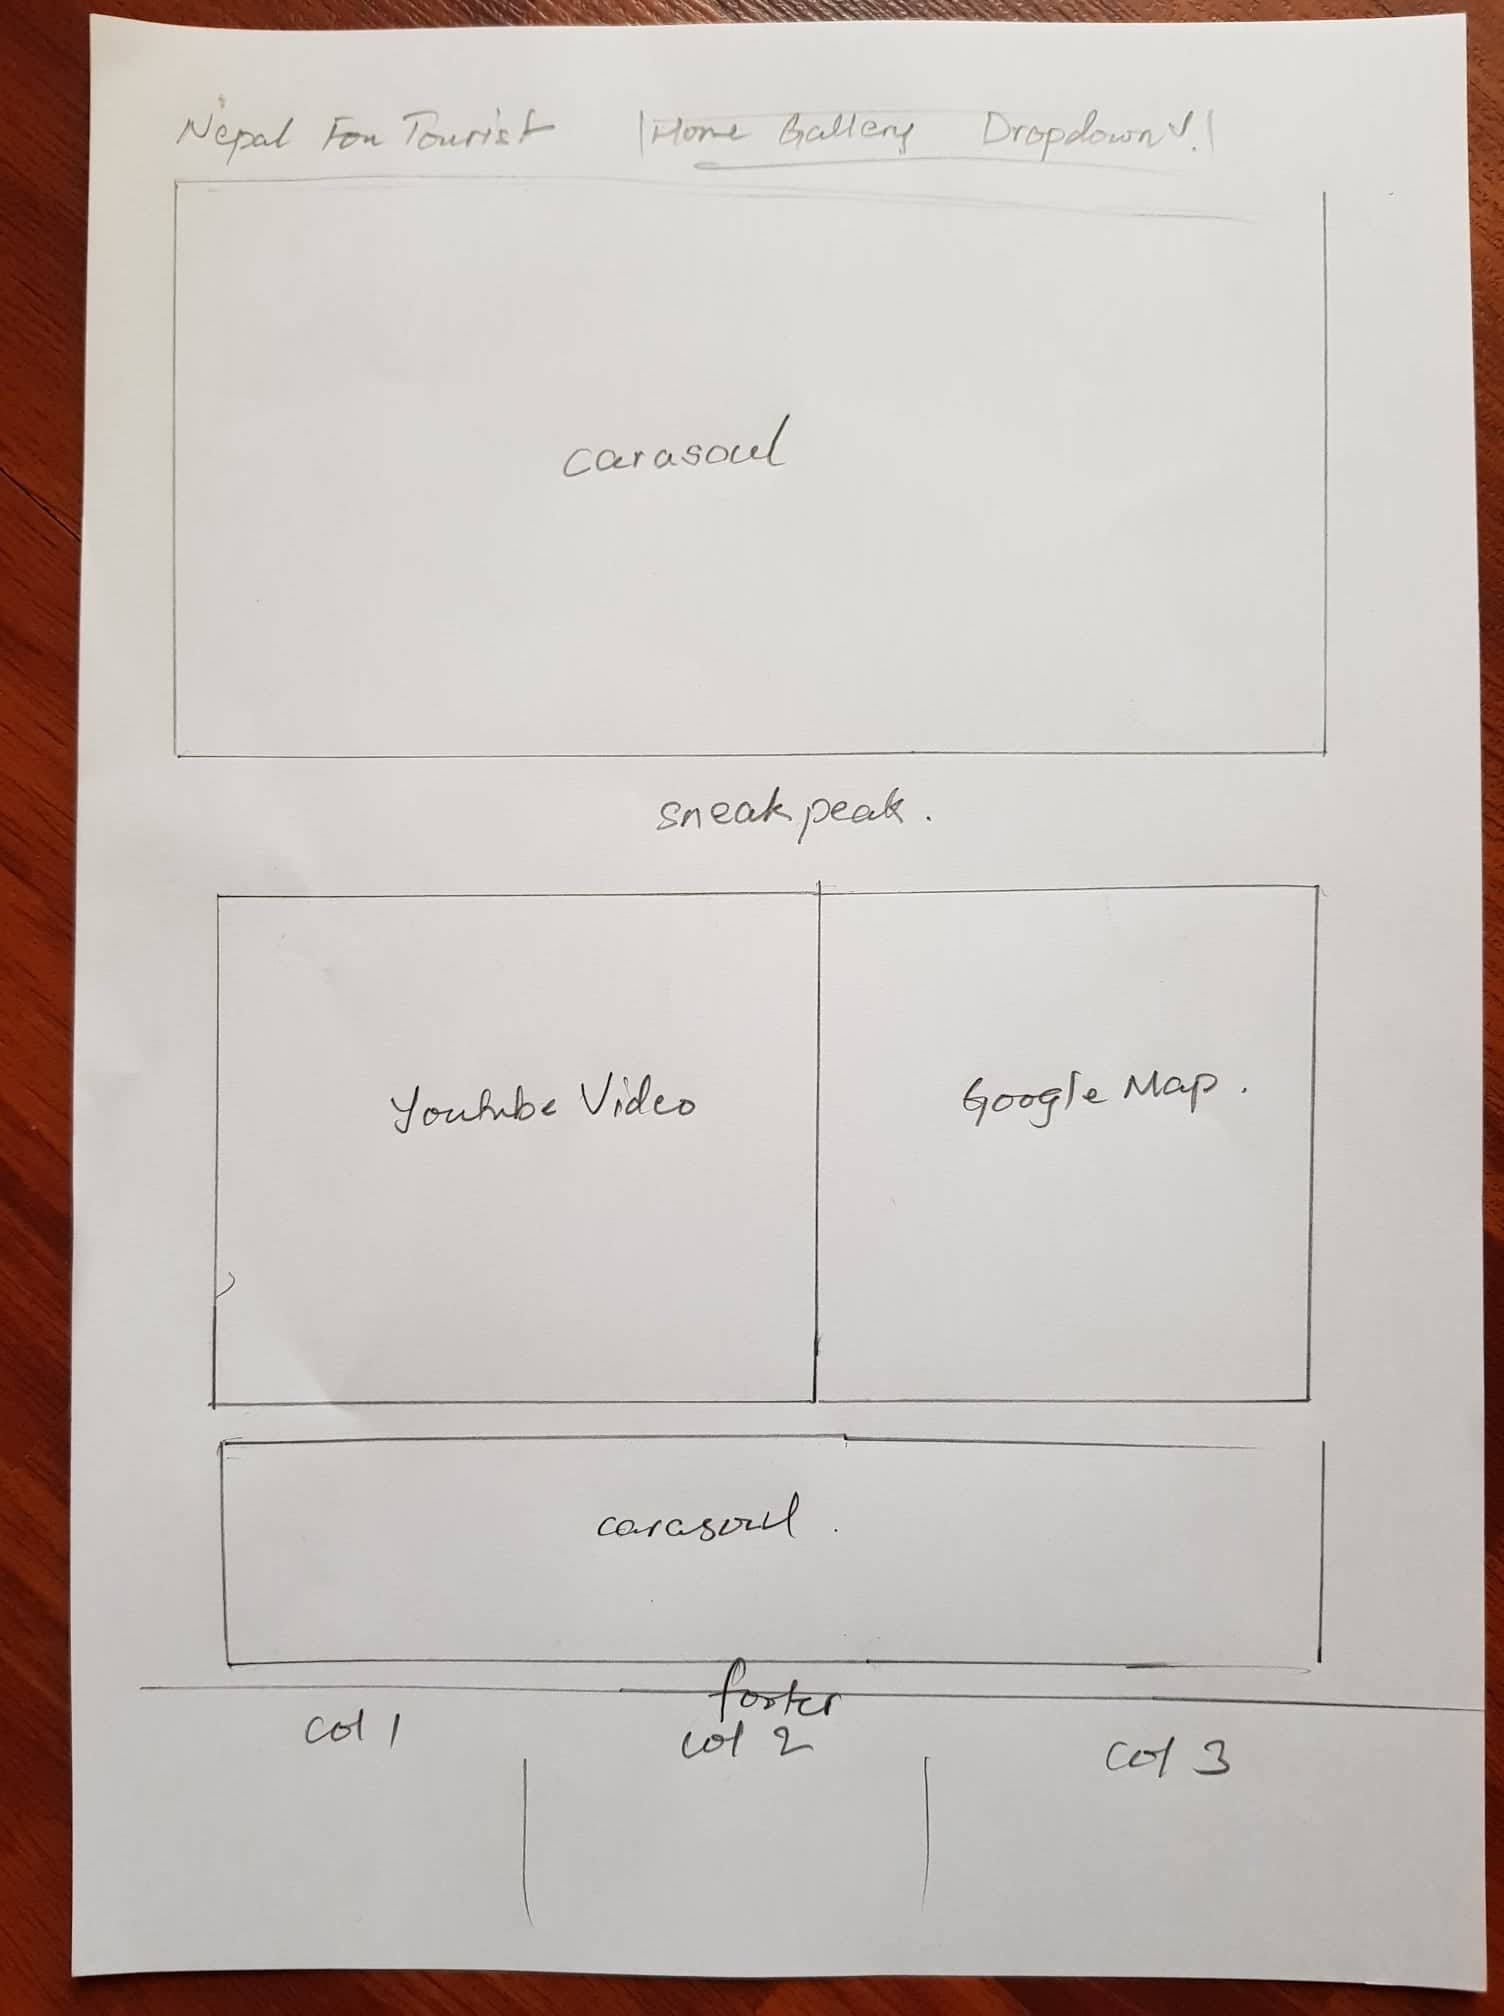 Nepal For Tourist |Home Gallery Dropdown|
carasoul
sneak peak.
Youtube Video
Google Map.
carasoul.
footer
col 1
col 2
col 3